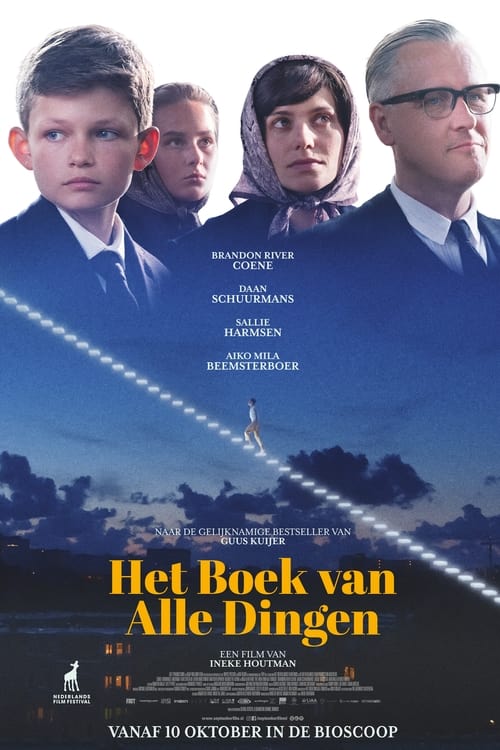 BRANDON RIVER
COENE
DAAN
SCHUURMANS
SALLIE
HARMSEN
AIKO MILA
BEEMSTERBOER
NAAR DE GELIJKNAMIGE BESTSELLER VAN
GUUS KUIJER
Het Boek van
Alle Dingen
EEN FILM VAN
INEKE HOUTMAN
NEDERLANDS
FILM FESTIVAL
VANAF 10 OKTOBER IN DE BIOSCOOP